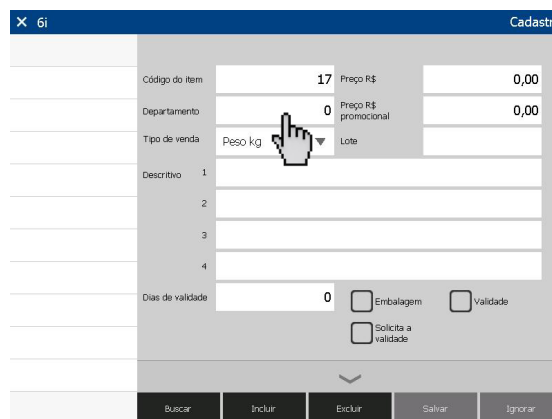 6i Cadastr
Código do item 17 Preço R$ 0,00
Departamento 0 Preço R$ promocional 0,00
Tipo de venda Peso kg Lote
Descritivo 1
2
3
4
Dias de validade 0 Embalagem Validade
Solicita a validade
Buscar Incluir Excluir Salvar Ignorar